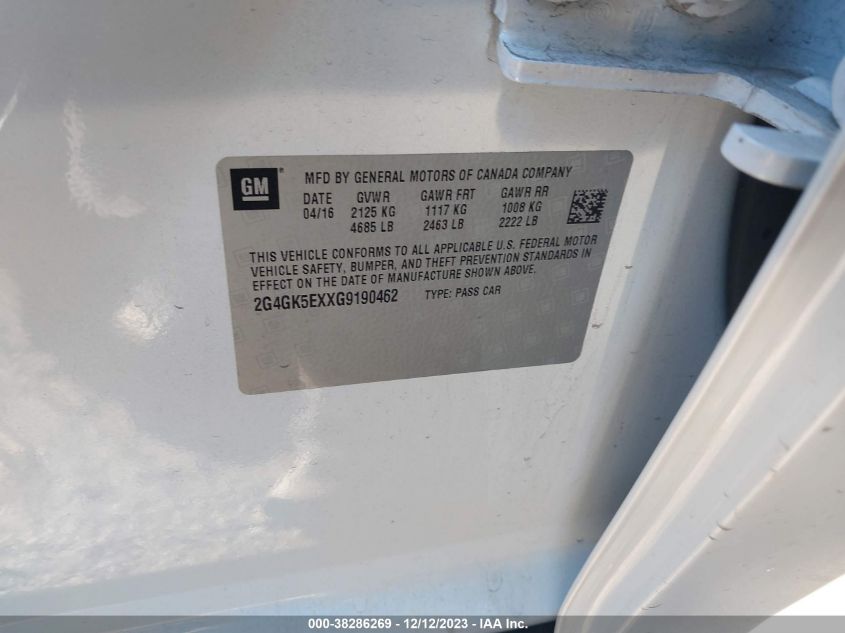 GM ®
MFD BY GENERAL MOTORS OF CANADA COMPANY
DATE GVWR GAWR FRT GAWR RR
04/16 2125 KG 1117 KG 1008 KG
4685 LB 2463 LB 2222 LB
THIS VEHICLE CONFORMS TO ALL APPLICABLE U.S. FEDERAL MOTOR
VEHICLE SAFETY, BUMPER, AND THEFT PREVENTION STANDARDS IN
EFFECT ON THE DATE OF MANUFACTURE SHOWN ABOVE.
2G4GK5EXXG9190462 TYPE: PASS CAR
000-38286269 - 12/12/2023 - IAA Inc.